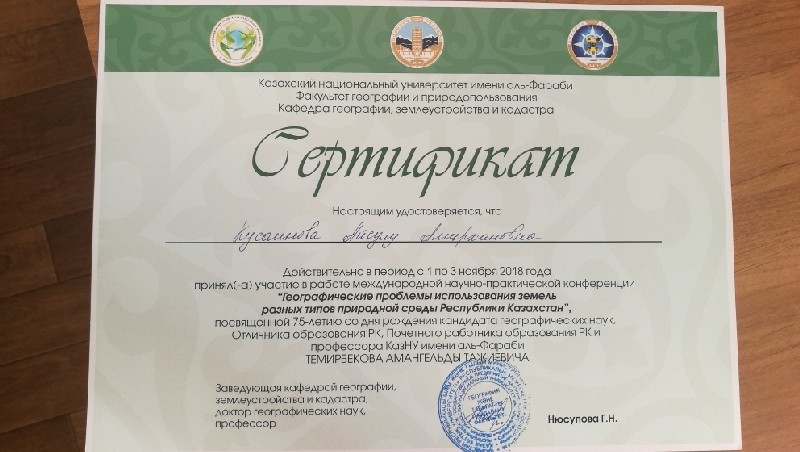 Казахский национальный университет имени аль-Фараби
Факультет географии и природопользования
Кафедра географии, землеустройства и кадастра
Сертификат
Настоящим удостоверяется, что
Кусаинова Айсулу
Действительно в период с 1 по 3 ноября 2018 года
принял(-а) участие в работе международной научно-практической конференции
"Географические проблемы использования земель
разных типов природной среды Республики Казахстан",
посвященной 75-летию со дня рождения кандидата географических наук,
Отличника образования РК, Почетного работника образования РК и
профессора КазНУ имени аль-Фараби
ТЕМИРБЕКОВА АМАНГЕЛЬДЫ ТАЖИЕВИЧА
Заведующая кафедрой географии,
землеустройства и кадастра,
доктор географических наук,
профессор
Нюсупова Г.Н.